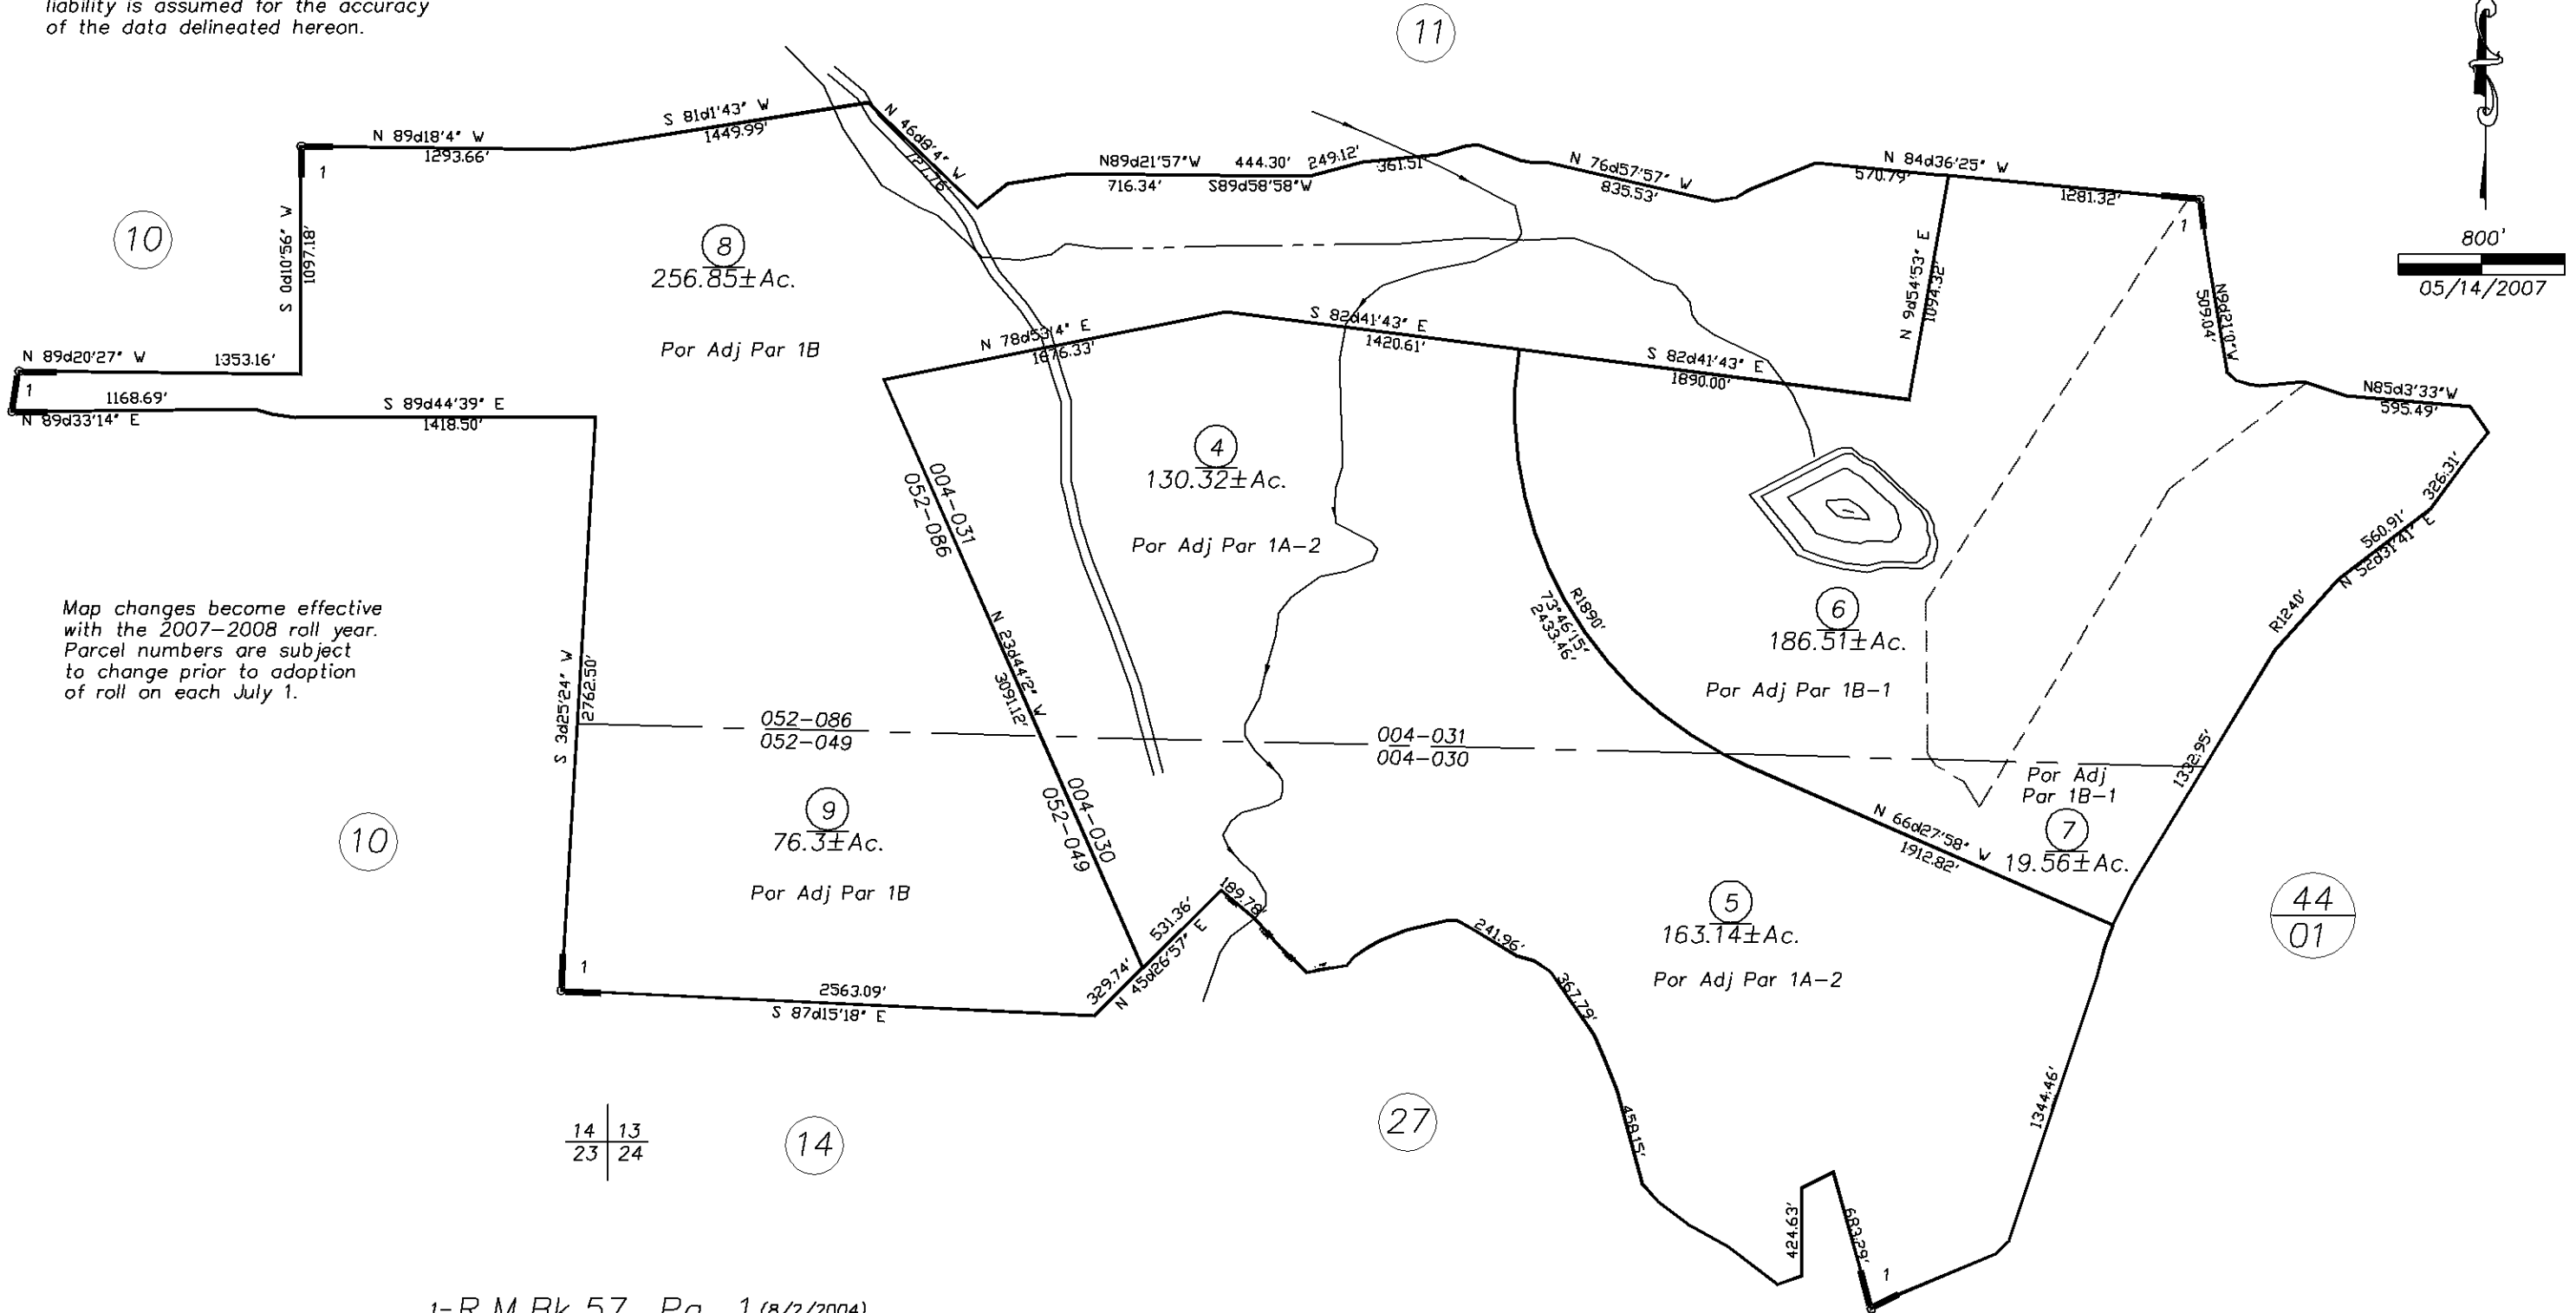 liability is assumed for the accuracy
of the data delineated hereon.
11
800'
05/14/2007
N 89d18'4" W
1293.66'
S 81d1'43" W
1449.99'
N 46d8'4" W
N89d21'57"W
716.34'
444.30'
S89d58'58"W
249.12'
361.51
N 76d57'57" W
835.53'
N 84d36'25" W
570.79'
1281.32'
1
1
10
S 0d10'56" W
1097.18'
8
256.85±Ac.
Por Adj Par 1B
N 9d54'53" E
1094.32'
N9d21'0"W
509.04'
N 89d20'27" W
1353.16'
1
1168.69'
N 89d33'14" E
S 89d44'39" E
1418.50'
N 78d53'4" E
1676.33'
S 82d41'43" E
1420.61'
S 82d41'43" E
1890.00'
N85d3'33"W
595.49'
326.31'
560.91'
N 52d31'41" E
R1240'
004-031
052-086
4
130.32±Ac.
Por Adj Par 1A-2
R1890'
73°46'15"
2433.46'
6
186.51±Ac.
Por Adj Par 1B-1
Map changes become effective
with the 2007-2008 roll year.
Parcel numbers are subject
to change prior to adoption
of roll on each July 1.
S 3d25'24" W
2762.50'
N 23d44'2" W
3091.12'
052-086
052-049
004-031
004-030
1332.95'
Por Adj
Par 1B-1
7
19.56±Ac.
N 66d27'58" W
1912.82'
10
9
76.3±Ac.
Por Adj Par 1B
004-030
052-049
531.36'
189.78'
329.74'
N 45d26'57" E
241.96'
367.79'
5
163.14±Ac.
Por Adj Par 1A-2
44
01
1
2563.09'
S 87d15'18" E
458.15'
1344.46'
14 13
23 24
14
27
424.63'
683.29'
1
1-R.M.Bk.57, Pg. 1 (8/2/2004)